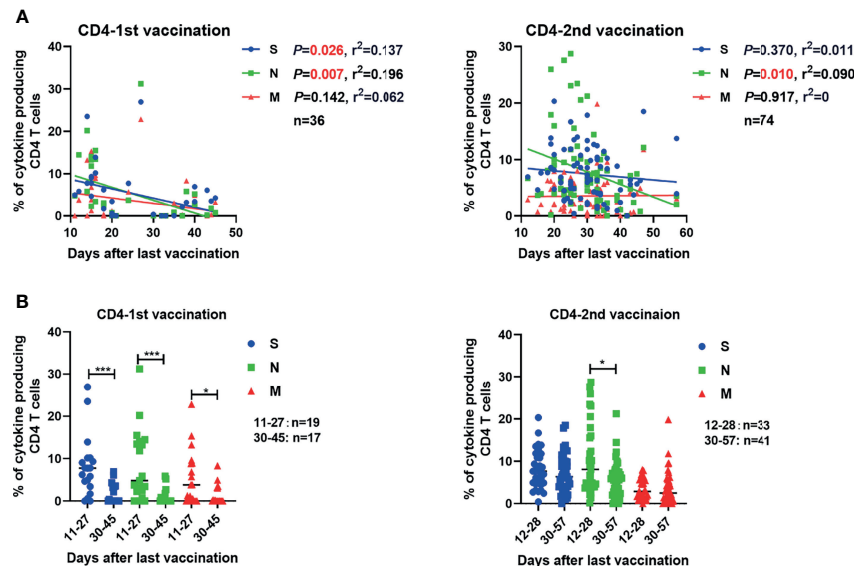 A
CD4-1st vaccination
% of cytokine producing
CD4 T cells
40
30
20
10
0
10
20
30
40
50
Days after last vaccination
S P=0.026, r²=0.137
N P=0.007, r²=0.196
M P=0.142, r²=0.062
n=36
CD4-2nd vaccination
% of cytokine producing
CD4 T cells
40
30
20
10
0
10
20
30
40
50
60
Days after last vaccination
S P=0.370, r²=0.011
N P=0.010, r²=0.090
M P=0.917, r²=0
n=74
B
CD4-1st vaccination
% of cytokine producing
CD4 T cells
40
30
20
10
0
***
***
*
11-27
30-45
11-27
30-45
11-27
30-45
Days after last vaccination
S
N
M
11-27: n=19
30-45: n=17
CD4-2nd vaccinaion
% of cytokine producing
CD4 T cells
40
30
20
10
0
*
12-28
30-57
12-28
30-57
12-28
30-57
Days after last vaccination
S
N
M
12-28: n=33
30-57: n=41